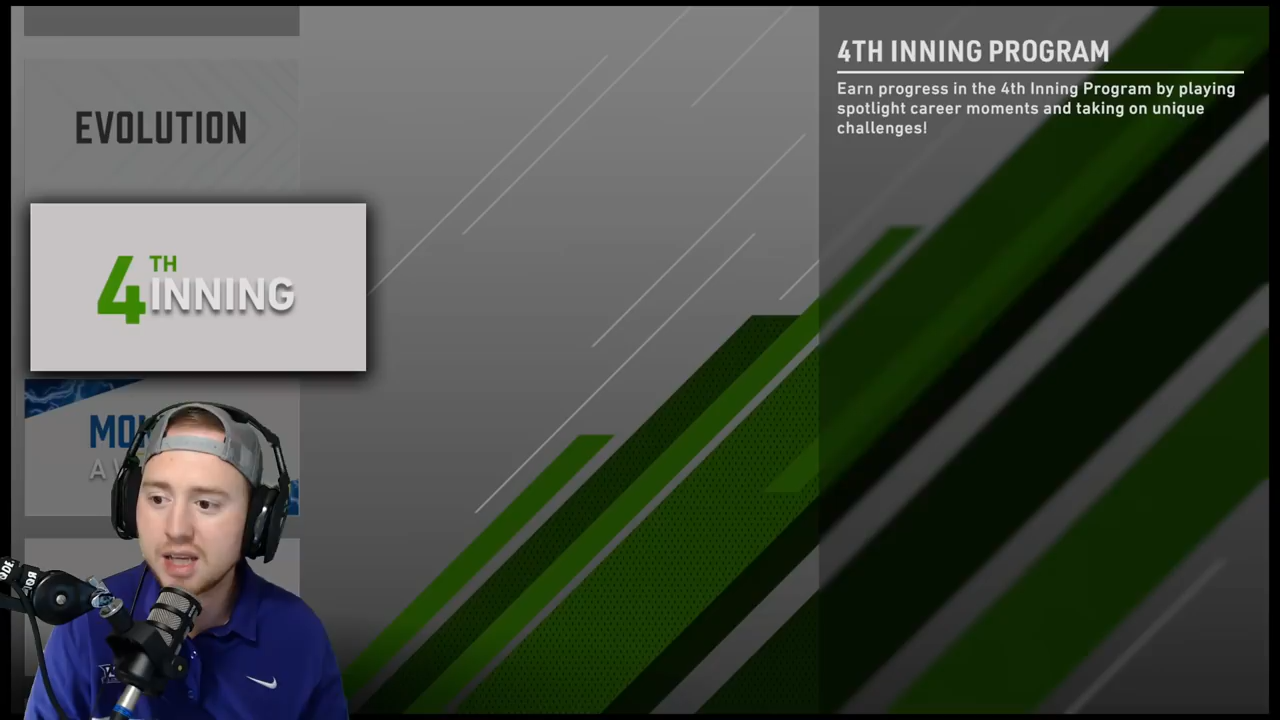 4TH INNING PROGRAM
Earn progress in the 4th Inning Program by playing
spotlight career moments and taking on unique
challenges!
EVOLUTION
4TH
INNING